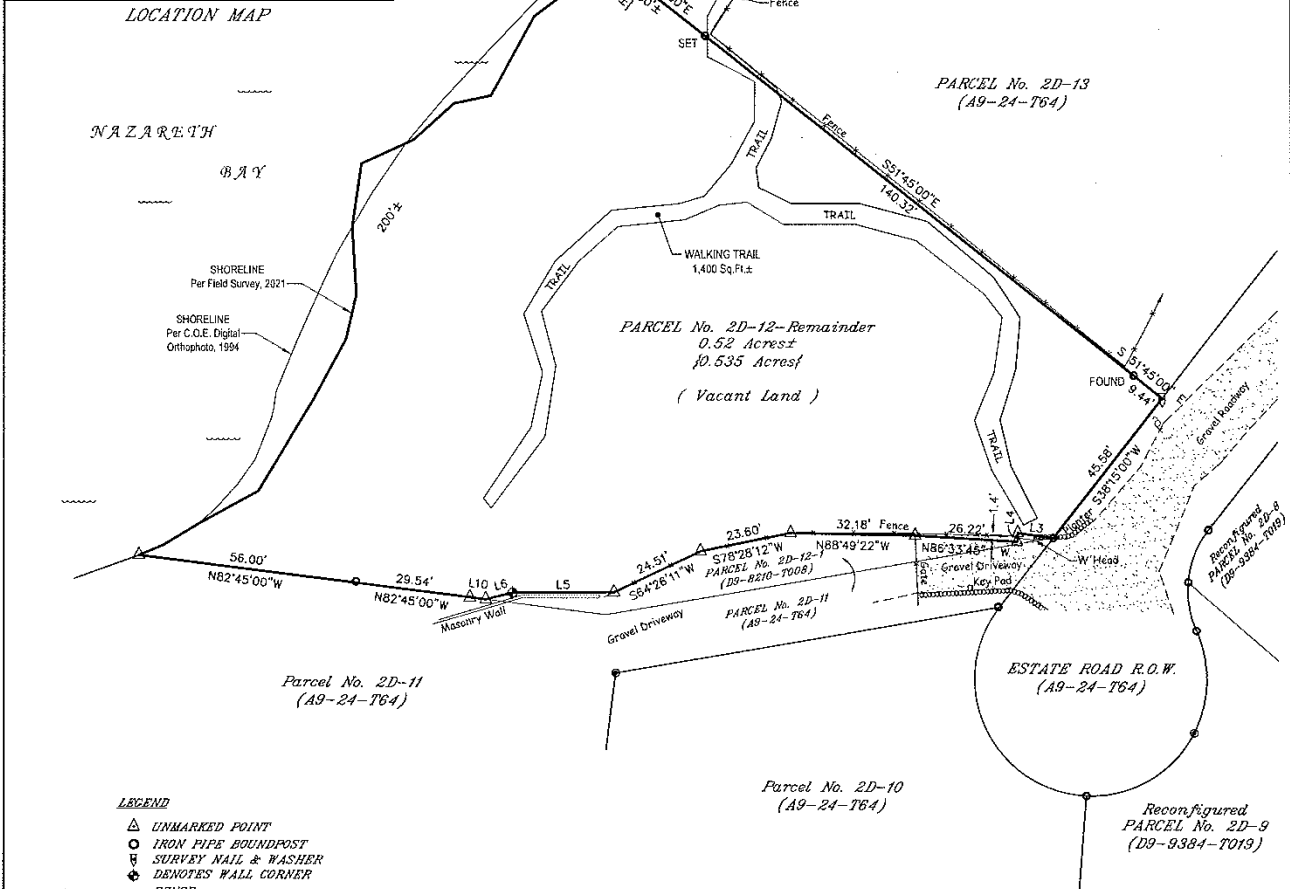 LOCATION MAP
Fence
SET
PARCEL No. 2D-13
(A9-24-T64)
NAZARETH
BAY
200'±
TRAIL
Fence
S51°45'00"E
140.32'
TRAIL
WALKING TRAIL
1,400 Sq.Ft.±
TRAIL
SHORELINE
Per Field Survey, 2021
SHORELINE
Per C.O.E. Digital
Orthophoto, 1994
PARCEL No. 2D-12-Remainder
0.52 Acres±
{0.535 Acres}
( Vacant Land )
S 51°45'00" E
FOUND
9.44'
Gravel Roadway
TRAIL
45.58'
S38°15'00"W
56.00'
N82°45'00"W
29.54'
N82°45'00"W
L10
L6
L5
24.51'
S64°26'11"W
23.60'
S78°28'12"W
32.18'
Fence
N88°49'22"W
26.22'
N86°33'45"W
1.4'
L4
L3
Planter
W
W'Head
PARCEL No. 2D-12-1
(D9-8210-T008)
Gate
Gravel Driveway
Key Pad
Masonry Wall
Gravel Driveway
PARCEL No. 2D-11
(A9-24-T64)
Reconfigured
PARCEL No. 2D-8
(D9-9384-T019)
Parcel No. 2D-11
(A9-24-T64)
ESTATE ROAD R.O.W.
(A9-24-T64)
Parcel No. 2D-10
(A9-24-T64)
Reconfigured
PARCEL No. 2D-9
(D9-9384-T019)
LEGEND
UNMARKED POINT
IRON PIPE BOUNDPOST
SURVEY NAIL & WASHER
DENOTES WALL CORNER